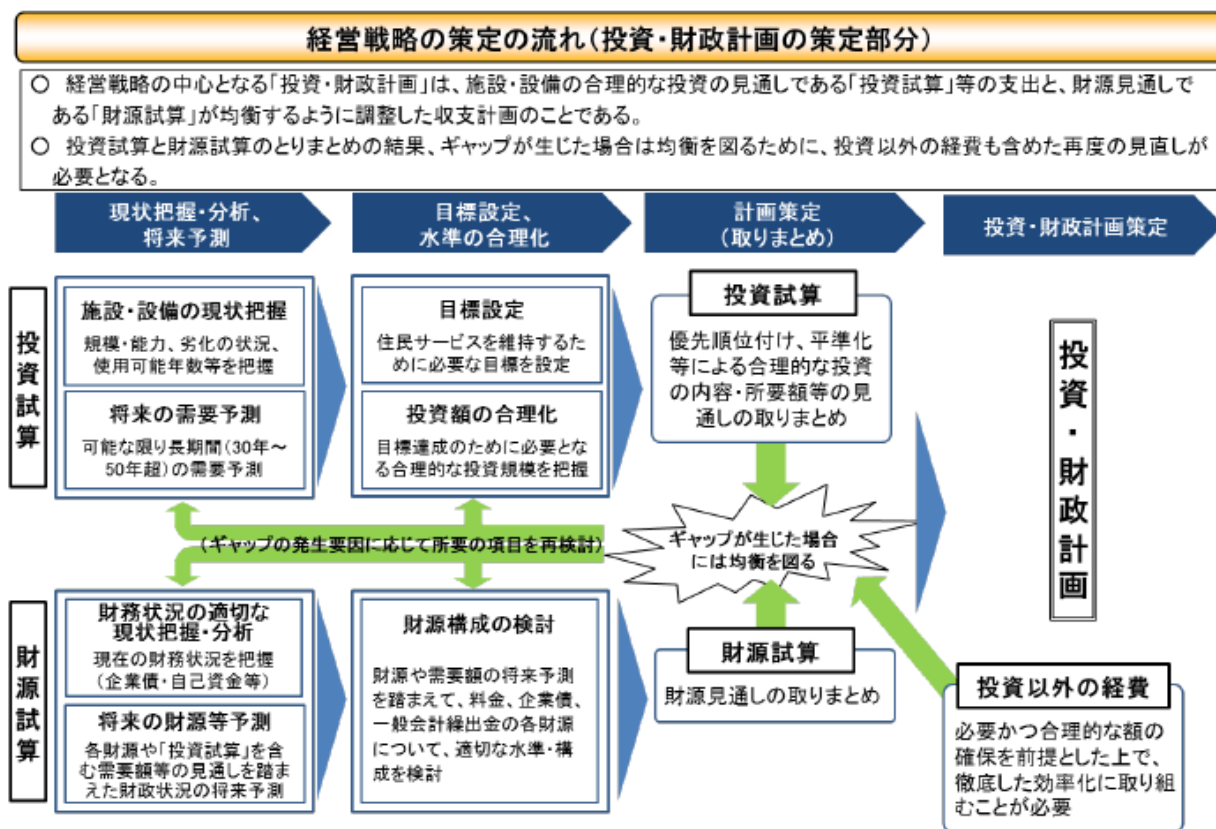 経営戦略の策定の流れ(投資・財政計画の策定部分)
○ 経営戦略の中心となる「投資・財政計画」は、施設・設備の合理的な投資の見通しである「投資試算」等の支出と、財源見通しで
ある「財源試算」が均衡するように調整した収支計画のことである。
○ 投資試算と財源試算のとりまとめの結果、ギャップが生じた場合は均衡を図るために、投資以外の経費も含めた再度の見直しが
必要となる。
現状把握・分析、
将来予測
目標設定、
水準の合理化
計画策定
(取りまとめ)
投資・財政計画策定
投資試算
施設・設備の現状把握
規模・能力、劣化の状況、
使用可能年数等を把握
将来の需要予測
可能な限り長期間(30年～
50年超)の需要予測
目標設定
住民サービスを維持するた
めに必要な目標を設定
投資額の合理化
目標達成のために必要とな
る合理的な投資規模を把握
投資試算
優先順位付け、平準化
等による合理的な投資
の内容・所要額等の見
通しの取りまとめ
投資・財政計画
(ギャップの発生要因に応じて所要の項目を再検討)
ギャップが生じた場合
には均衡を図る
財源試算
財務状況の適切な
現状把握・分析
現在の財務状況を把握
(企業債・自己資金等)
将来の財源等予測
各財源や「投資試算」を含
む需要額等の見通しを踏ま
えた財政状況の将来予測
財源構成の検討
財源や需要額の将来予測
を踏まえて、料金、企業債、
一般会計繰出金の各財源
について、適切な水準・構
成を検討
財源試算
財源見通しの取りまとめ
投資以外の経費
必要かつ合理的な額の
確保を前提とした上で、
徹底した効率化に取り組
むことが必要